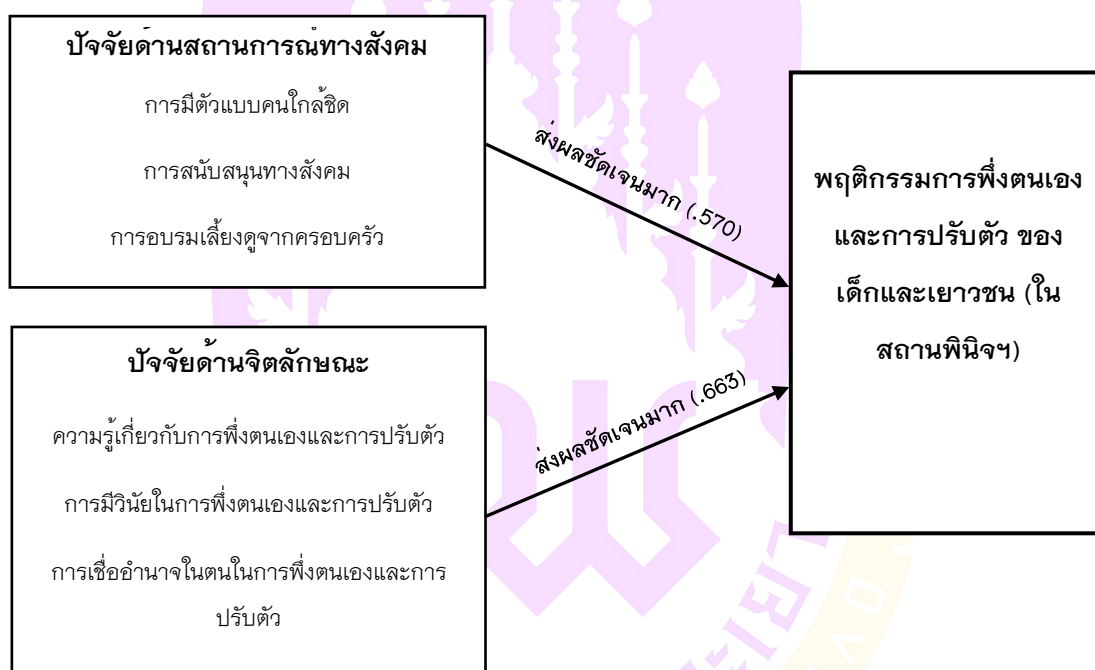 ปัจจัยด้านสถานการณ์ทางสังคม
การมีตัวแบบคนใกล้ชิด
การสนับสนุนทางสังคม
การอบรมเลี้ยงดูจากครอบครัว
ส่งผลชัดเจนมาก (.570)
พฤติกรรมการพึ่งตนเอง
และการปรับตัว ของ
เด็กและเยาวชน (ใน
สถานพินิจฯ)
ปัจจัยด้านจิตลักษณะ
ความรู้เกี่ยวกับการพึ่งตนเองและการปรับตัว
การมีวินัยในการพึ่งตนเองและการปรับตัว
การเชื่ออำนาจในตนในการพึ่งตนเองและการ
ปรับตัว
ส่งผลชัดเจนมาก (.663)